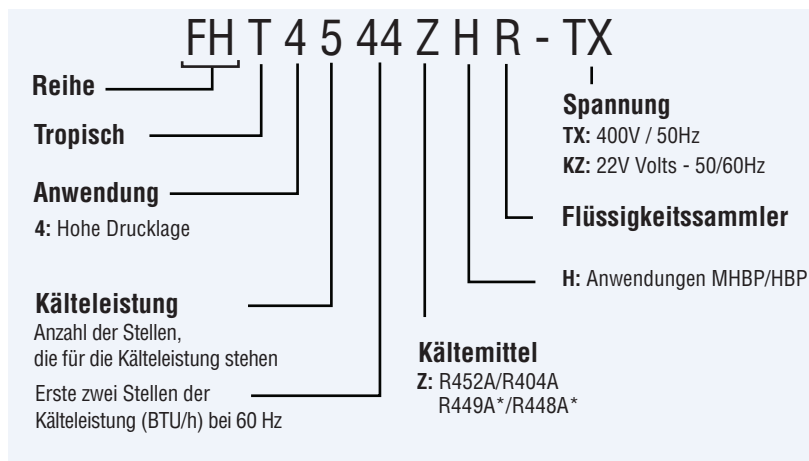 FH T 4 5 44 Z H R - TX
Reihe
Tropisch
Anwendung
4: Hohe Drucklage
Kälteleistung
Anzahl der Stellen,
die für die Kälteleistung stehen
Erste zwei Stellen der
Kälteleistung (BTU/h) bei 60 Hz
Kältemittel
Z: R452A/R404A
R449A*/R448A*
H: Anwendungen MHBP/HBP
Flüssigkeitssammler
Spannung
TX: 400V / 50Hz
KZ: 22V Volts - 50/60Hz